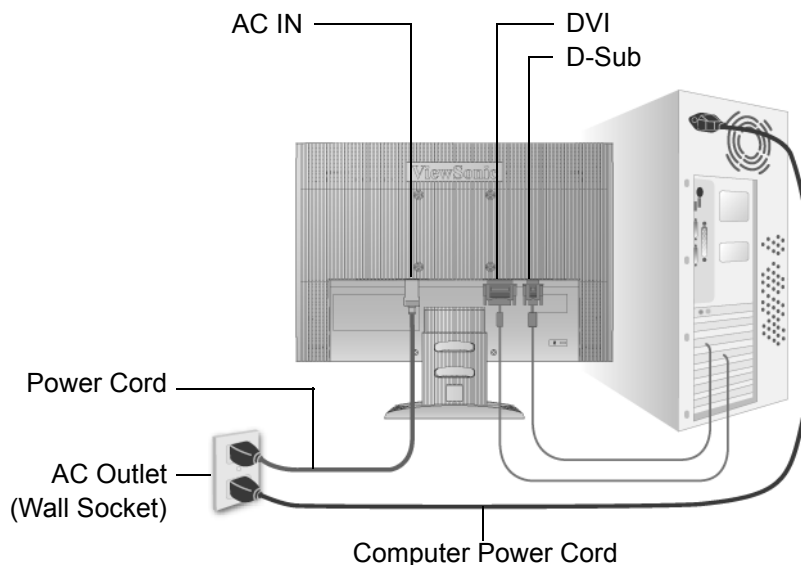 AC IN
DVI
D-Sub
ViewSonic
Power Cord
AC Outlet
(Wall Socket)
Computer Power Cord